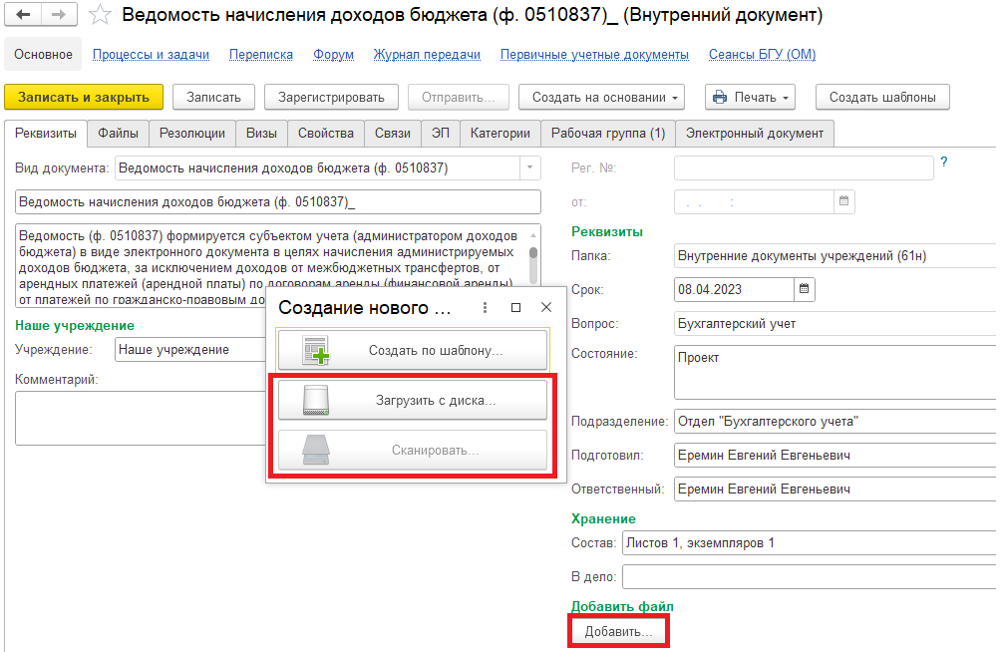 Ведомость начисления доходов бюджета (ф. 0510837)_ (Внутренний документ)
Основное Процессы и задачи Переписка Форум Журнал передачи Первичные учетные документы Сеансы БГУ (ОМ)
Записать и закрыть Записать Зарегистрировать Отправить... Создать на основании Печать Создать шаблоны
Реквизиты Файлы Резолюции Визы Свойства Связи ЭП Категории Рабочая группа (1) Электронный документ
Вид документа: Ведомость начисления доходов бюджета (ф. 0510837)
Ведомость начисления доходов бюджета (ф. 0510837)_
Ведомость (ф. 0510837) формируется субъектом учета (администратором доходов
бюджета) в виде электронного документа в целях начисления администрируемых
доходов бюджета, за исключением доходов от межбюджетных трансфертов, от
арендных платежей (арендной платы) по договорам аренды (финансовой аренды)
от платежей по гражданско-правовым до
Наше учреждение
Учреждение: Наше учреждение
Комментарий:
Создание нового ...
Создать по шаблону...
Загрузить с диска...
Сканировать...
Рег. №: ?
от: . . :
Реквизиты
Папка: Внутренние документы учреждений (61н)
Срок: 08.04.2023
Вопрос: Бухгалтерский учет
Состояние: Проект
Подразделение: Отдел "Бухгалтерского учета"
Подготовил: Еремин Евгений Евгеньевич
Ответственный: Еремин Евгений Евгеньевич
Хранение
Состав: Листов 1, экземпляров 1
В дело:
Добавить файл
Добавить...